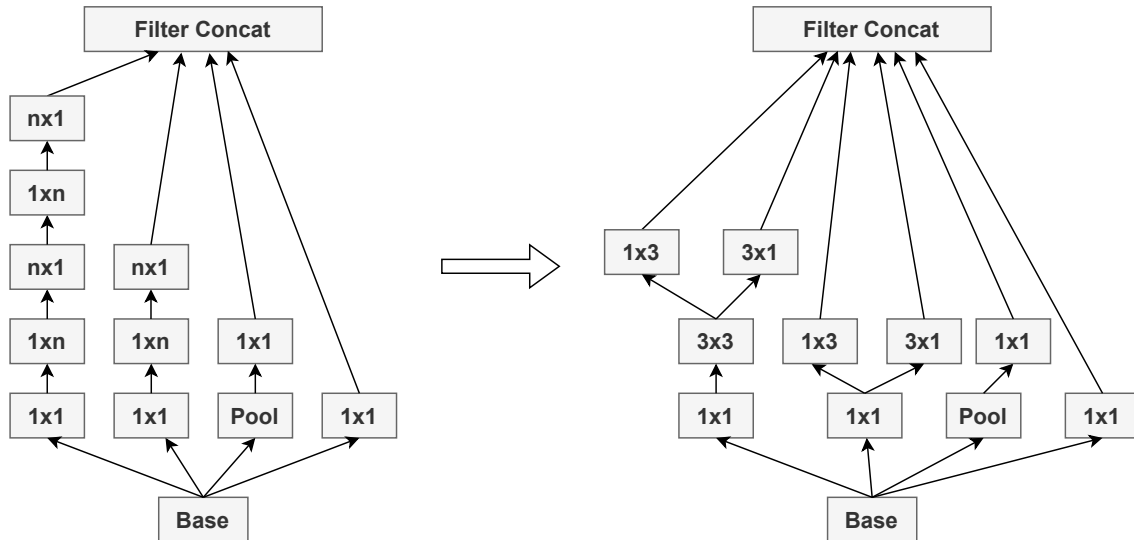 Filter Concat
nx1
1xn
nx1
nx1
1xn
1xn
1x1
1x1
1x1
Pool
1x1
Base
Filter Concat
1x3
3x1
3x3
1x3
3x1
1x1
1x1
1x1
Pool
1x1
Base